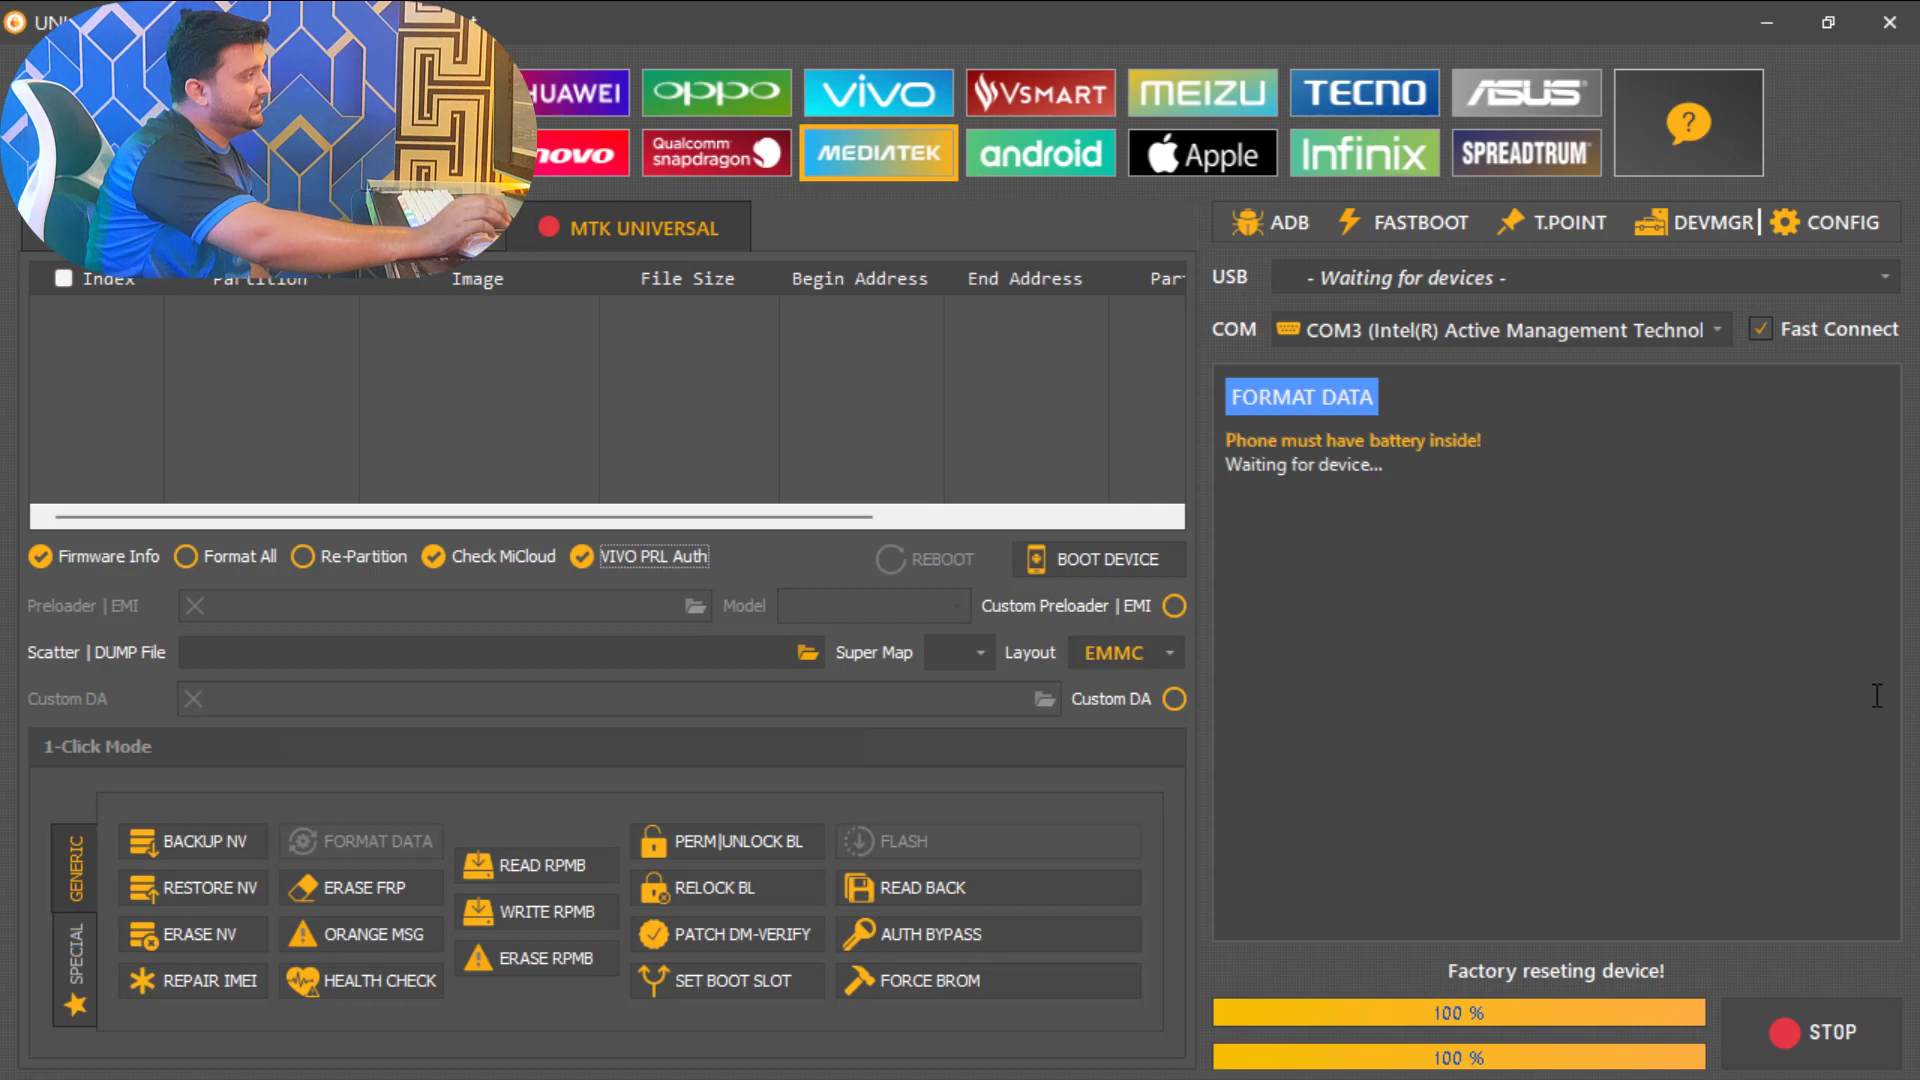 UNI
HUAWEI
oppo
vivo
VSMART
MEIZU
TECNO
ASUS
?
novo
Qualcomm
snapdragon
MEDIATEK
android
Apple
Infinix
SPREADTRUM
MTK UNIVERSAL
ADB
FASTBOOT
T.POINT
DEVMGR
CONFIG
Index Partition Image File Size Begin Address End Address Par
USB - Waiting for devices -
COM COM3 (Intel(R) Active Management Technol Fast Connect
FORMAT DATA
Phone must have battery inside!
Waiting for device...
Firmware Info Format All Re-Partition Check MiCloud VIVO PRL Auth REBOOT BOOT DEVICE
Preloader | EMI Model Custom Preloader | EMI
Scatter | DUMP File Super Map Layout EMMC
Custom DA Custom DA
1-Click Mode
GENERIC
SPECIAL
BACKUP NV
RESTORE NV
ERASE NV
REPAIR IMEI
FORMAT DATA
ERASE FRP
ORANGE MSG
HEALTH CHECK
READ RPMB
WRITE RPMB
ERASE RPMB
PERM|UNLOCK BL
RELOCK BL
PATCH DM-VERIFY
SET BOOT SLOT
FLASH
READ BACK
AUTH BYPASS
FORCE BROM
Factory reseting device!
100 %
100 %
STOP